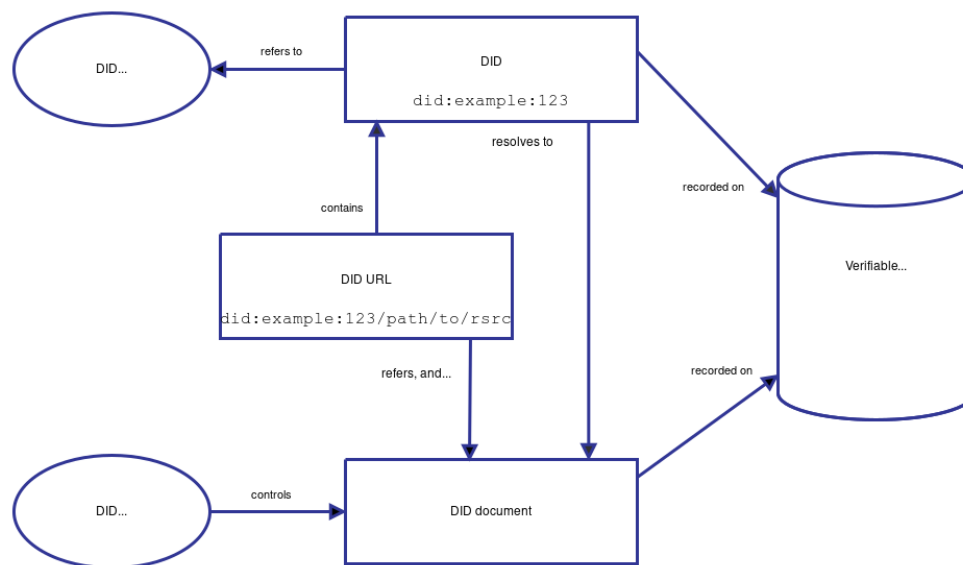 DID...
refers to
DID
did:example:123
resolves to
recorded on
contains
DID URL
did:example:123/path/to/rsrc
Verifiable...
refers, and...
recorded on
DID...
controls
DID document